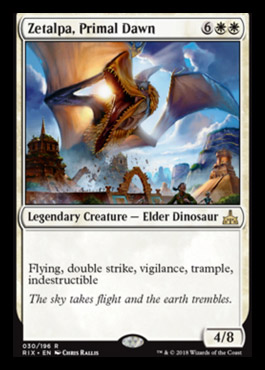 Zetalpa, Primal Dawn 6
Legendary Creature — Elder Dinosaur
Flying, double strike, vigilance, trample,
indestructible
The sky takes flight and the earth trembles.
4/8
030/196 R
RIX • EN Chris Rallis ™ & © 2018 Wizards of the Coast